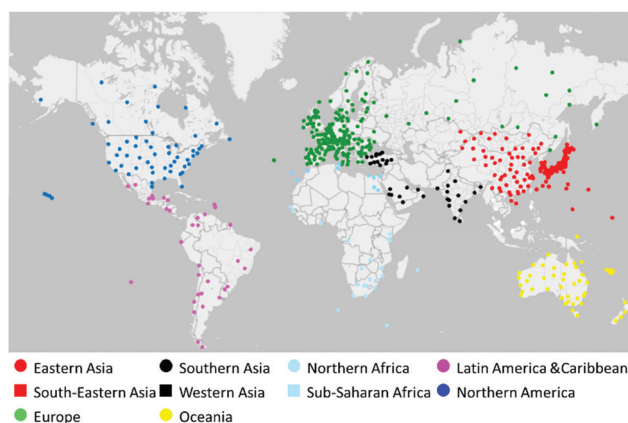 Eastern Asia
Southern Asia
Northern Africa
Latin America &Caribbean
South-Eastern Asia
Western Asia
Sub-Saharan Africa
Northern America
Europe
Oceania